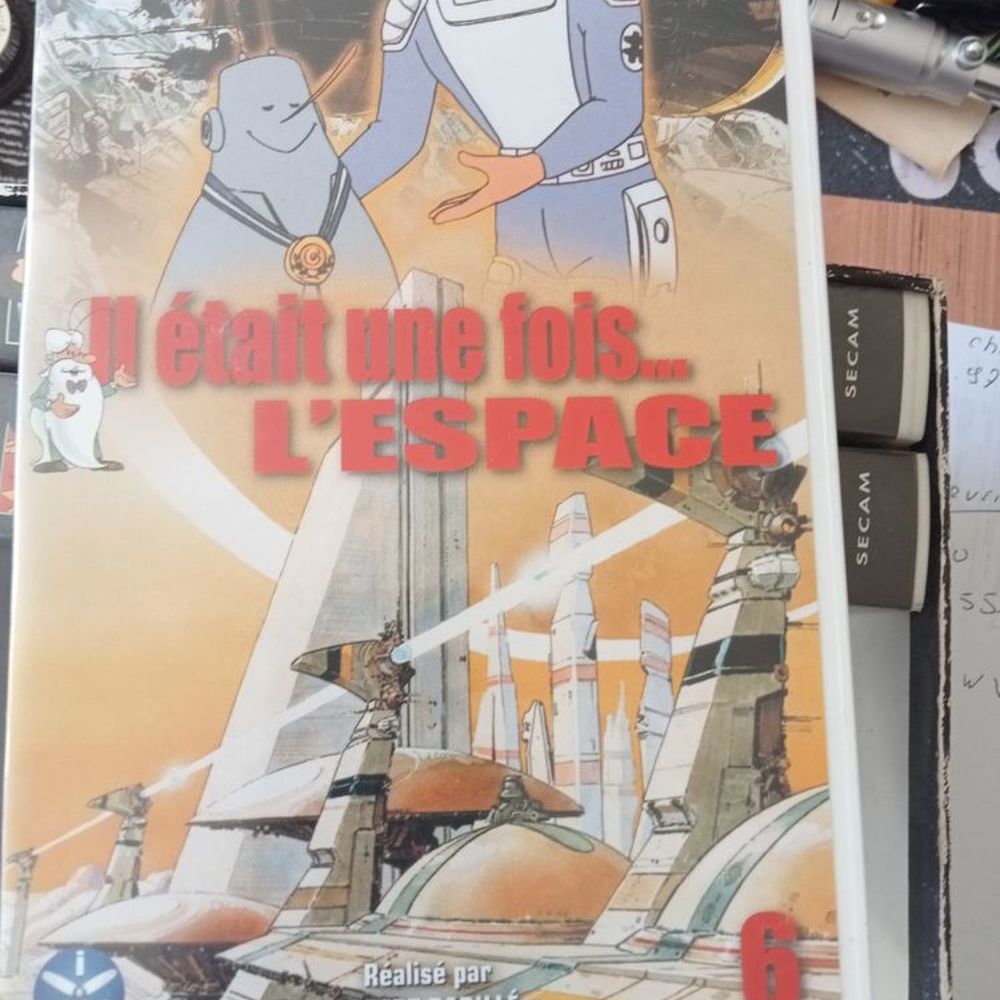 Il était une fois...
L'ESPACE
Réalisé par
6
SECAM
SECAM